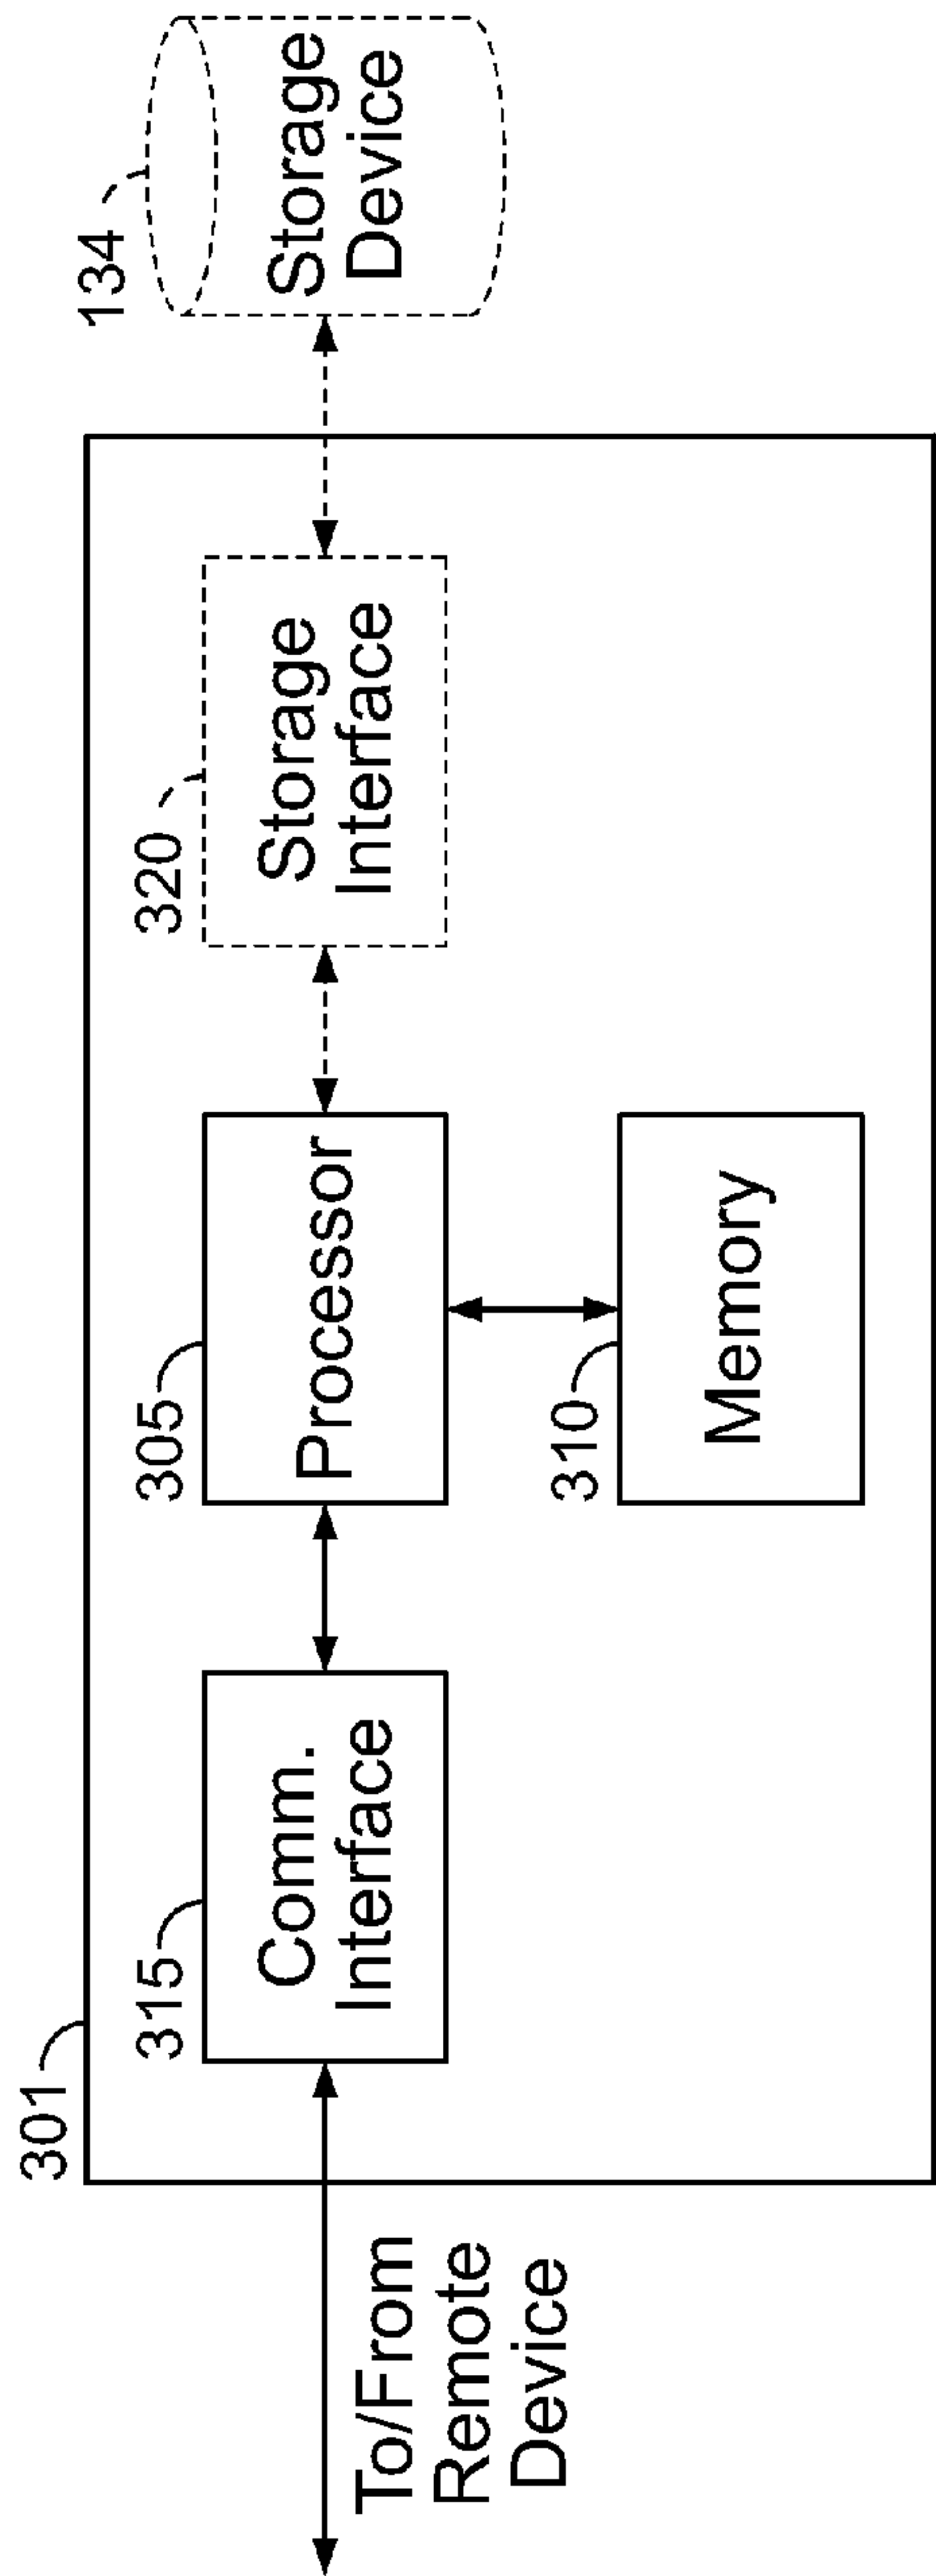 301
315
Comm.
Interface
305
Processor
320
Storage
Interface
134
Storage
Device
310
Memory
To/From
Remote
Device